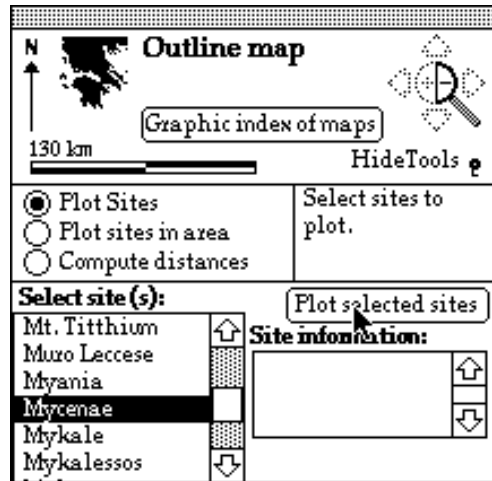 N
Outline map
Graphic index of maps
130 km
HideTools
Plot Sites
Plot sites in area
Compute distances
Select sites to
plot.
Select site(s):
Plot selected sites
Mt. Titthium
Muro Leccese
Myania
Mycenae
Mykale
Mykalessos
Site information: